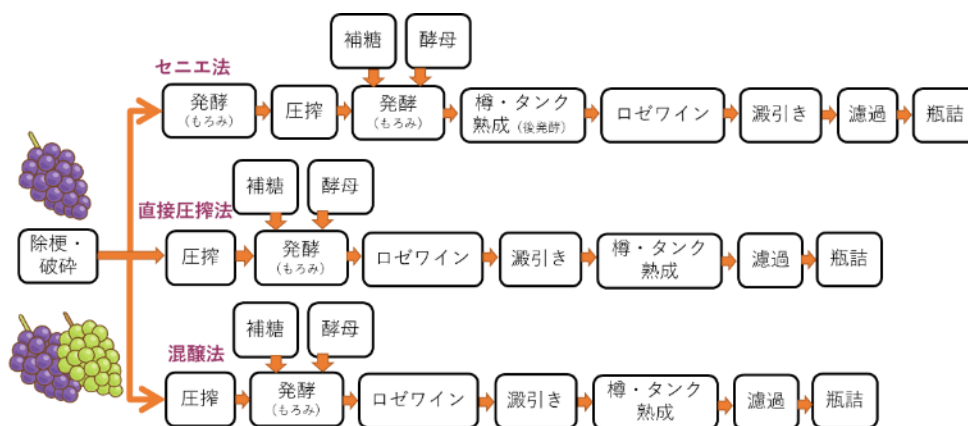 補糖
酵母
セニエ法
発酵
(もろみ)
圧搾
発酵
(もろみ)
樽・タンク
熟成 (後発酵)
ロゼワイン
澱引き
濾過
瓶詰
補糖
酵母
直接圧搾法
除梗・
破砕
圧搾
発酵
(もろみ)
ロゼワイン
澱引き
樽・タンク
熟成
濾過
瓶詰
補糖
酵母
混醸法
圧搾
発酵
(もろみ)
ロゼワイン
澱引き
樽・タンク
熟成
濾過
瓶詰